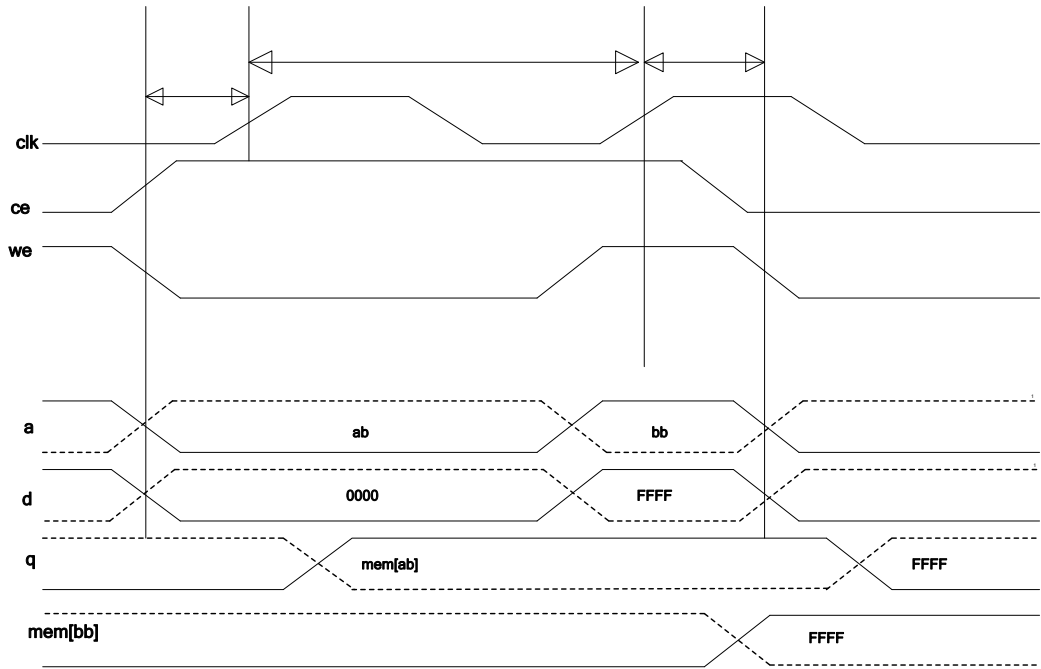 clk
ce
we
a ab bb
d 0000 FFFF
q mem[ab] FFFF
mem[bb] FFFF